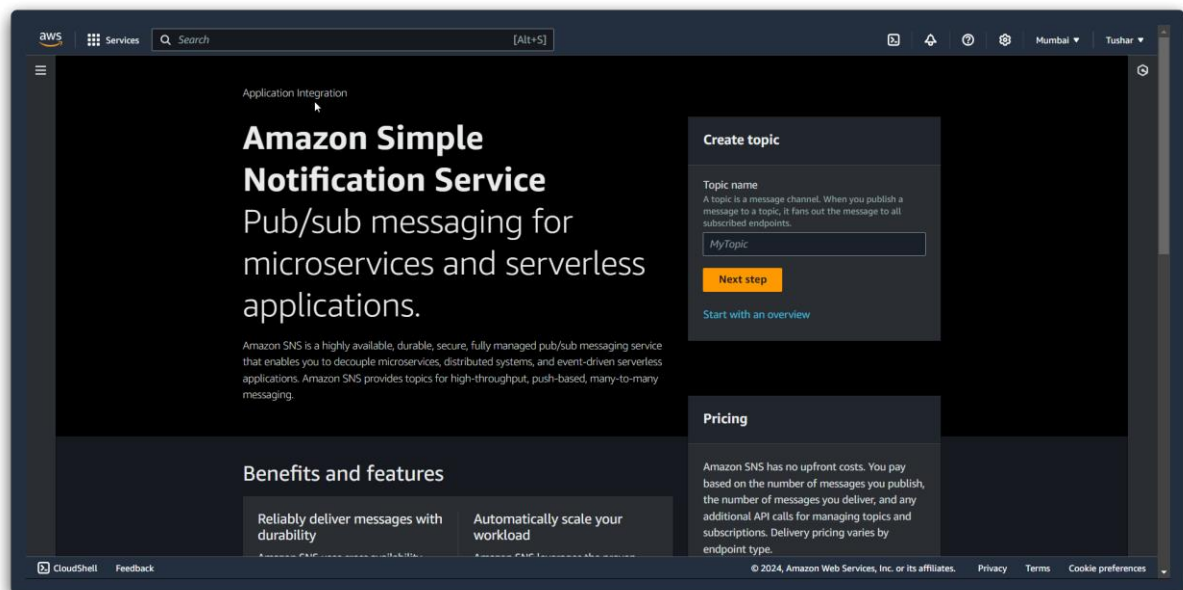 aws
Services
Search
[Alt+S]
Mumbai
Tushar
Application Integration
Amazon Simple
Notification Service
Pub/sub messaging for
microservices and serverless
applications.
Amazon SNS is a highly available, durable, secure, fully managed pub/sub messaging service
that enables you to decouple microservices, distributed systems, and event-driven serverless
applications. Amazon SNS provides topics for high-throughput, push-based, many-to-many
messaging.
Create topic
Topic name
A topic is a message channel. When you publish a
message to a topic, it fans out the message to all
subscribed endpoints.
MyTopic
Next step
Start with an overview
Pricing
Amazon SNS has no upfront costs. You pay
based on the number of messages you publish,
the number of messages you deliver, and any
additional API calls for managing topics and
subscriptions. Delivery pricing varies by
endpoint type.
Benefits and features
Reliably deliver messages with
durability
Automatically scale your
workload
CloudShell
Feedback
© 2024, Amazon Web Services, Inc. or its affiliates.
Privacy
Terms
Cookie preferences